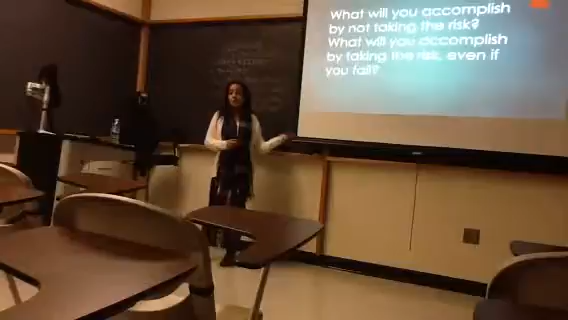 What will you accomplish
by not taking the risk?
What will you accomplish
by taking the risk, even if
you fail?